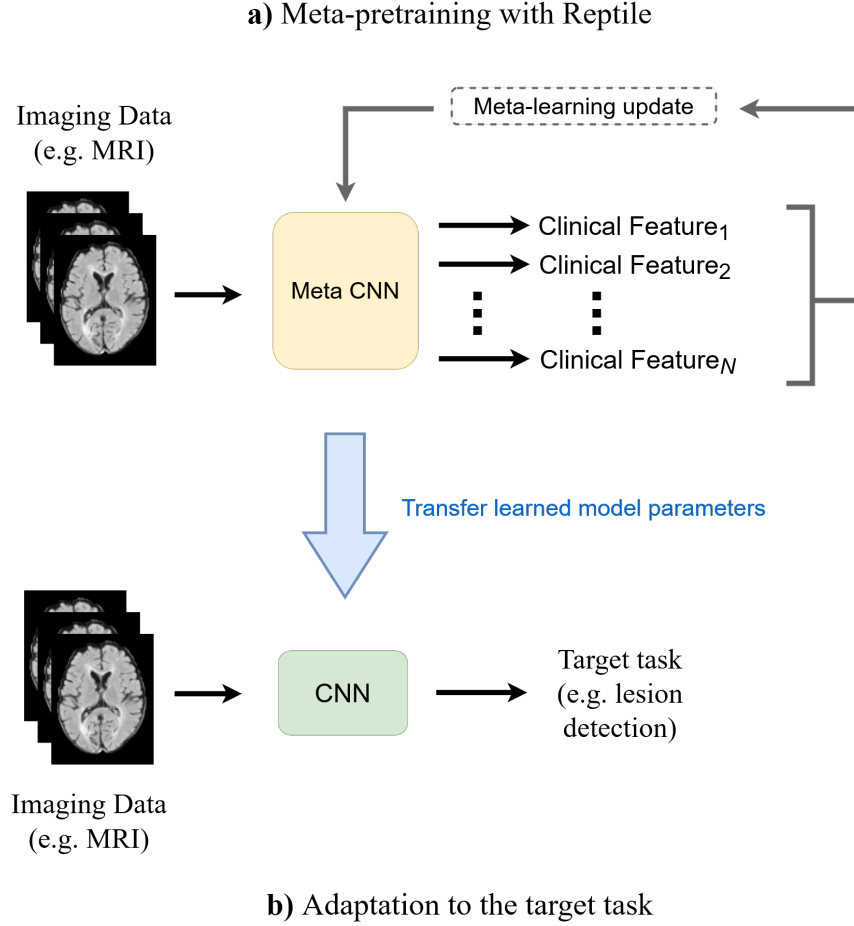 a) Meta-pretraining with Reptile
Imaging Data
(e.g. MRI)
Meta-learning update
Meta CNN
Clinical Feature1
Clinical Feature2
Clinical FeatureN
Transfer learned model parameters
CNN
Target task
(e.g. lesion
detection)
Imaging Data
(e.g. MRI)
b) Adaptation to the target task